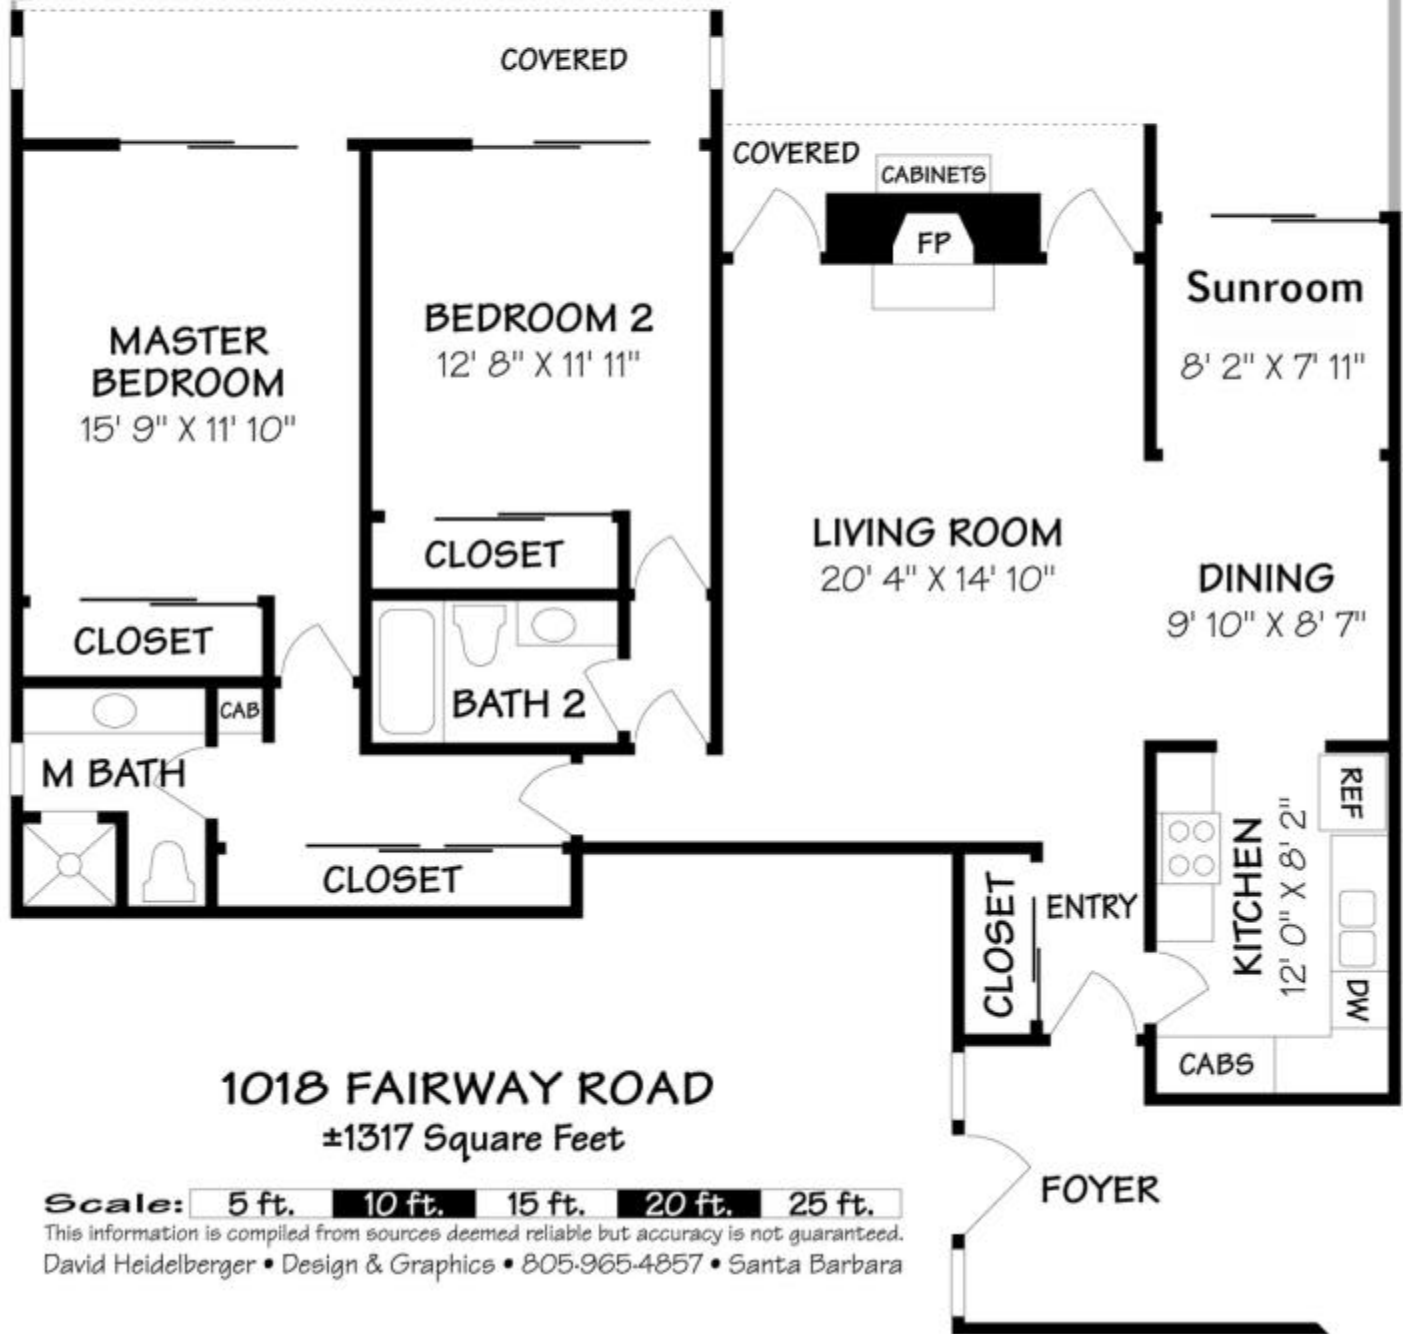 COVERED
COVERED
CABINETS
FP
Sunroom
8' 2" X 7' 11"
MASTER
BEDROOM
15' 9" X 11' 10"
BEDROOM 2
12' 8" X 11' 11"
LIVING ROOM
20' 4" X 14' 10"
DINING
9' 10" X 8' 7"
CLOSET
CLOSET
CAB
BATH 2
M BATH
CLOSET
CLOSET
ENTRY
KITCHEN
12' 0" X 8' 2"
REF
DW
CABS
FOYER
1018 FAIRWAY ROAD
±1317 Square Feet
Scale: 5 ft. 10 ft. 15 ft. 20 ft. 25 ft.
This information is compiled from sources deemed reliable but accuracy is not guaranteed.
David Heidelberger • Design & Graphics • 805-965-4857 • Santa Barbara